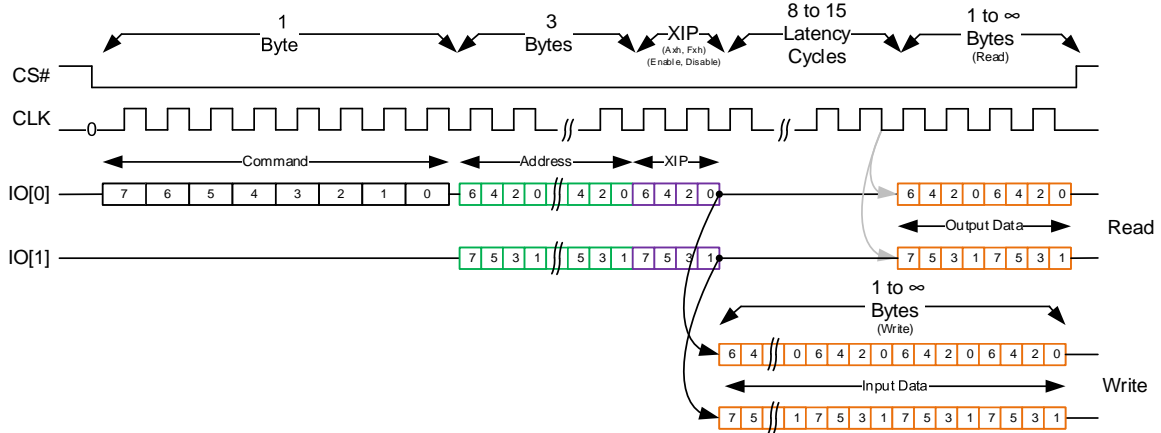 1 Byte
3 Bytes
XIP
(Axh, Fxh)
(Enable, Disable)
8 to 15 Latency Cycles
1 to ∞ Bytes
(Read)
CS#
CLK
0
Command
Address
XIP
IO[0]
7 6 5 4 3 2 1 0
6 4 2 0 4 2 0 6 4 2 0
6 4 2 0 6 4 2 0
Output Data
Read
IO[1]
7 5 3 1 5 3 1 7 5 3 1
7 5 3 1 7 5 3 1
1 to ∞ Bytes
(Write)
6 4 0 6 4 2 0 6 4 2 0 6 4 2 0
Input Data
Write
7 5 1 7 5 3 1 7 5 3 1 7 5 3 1